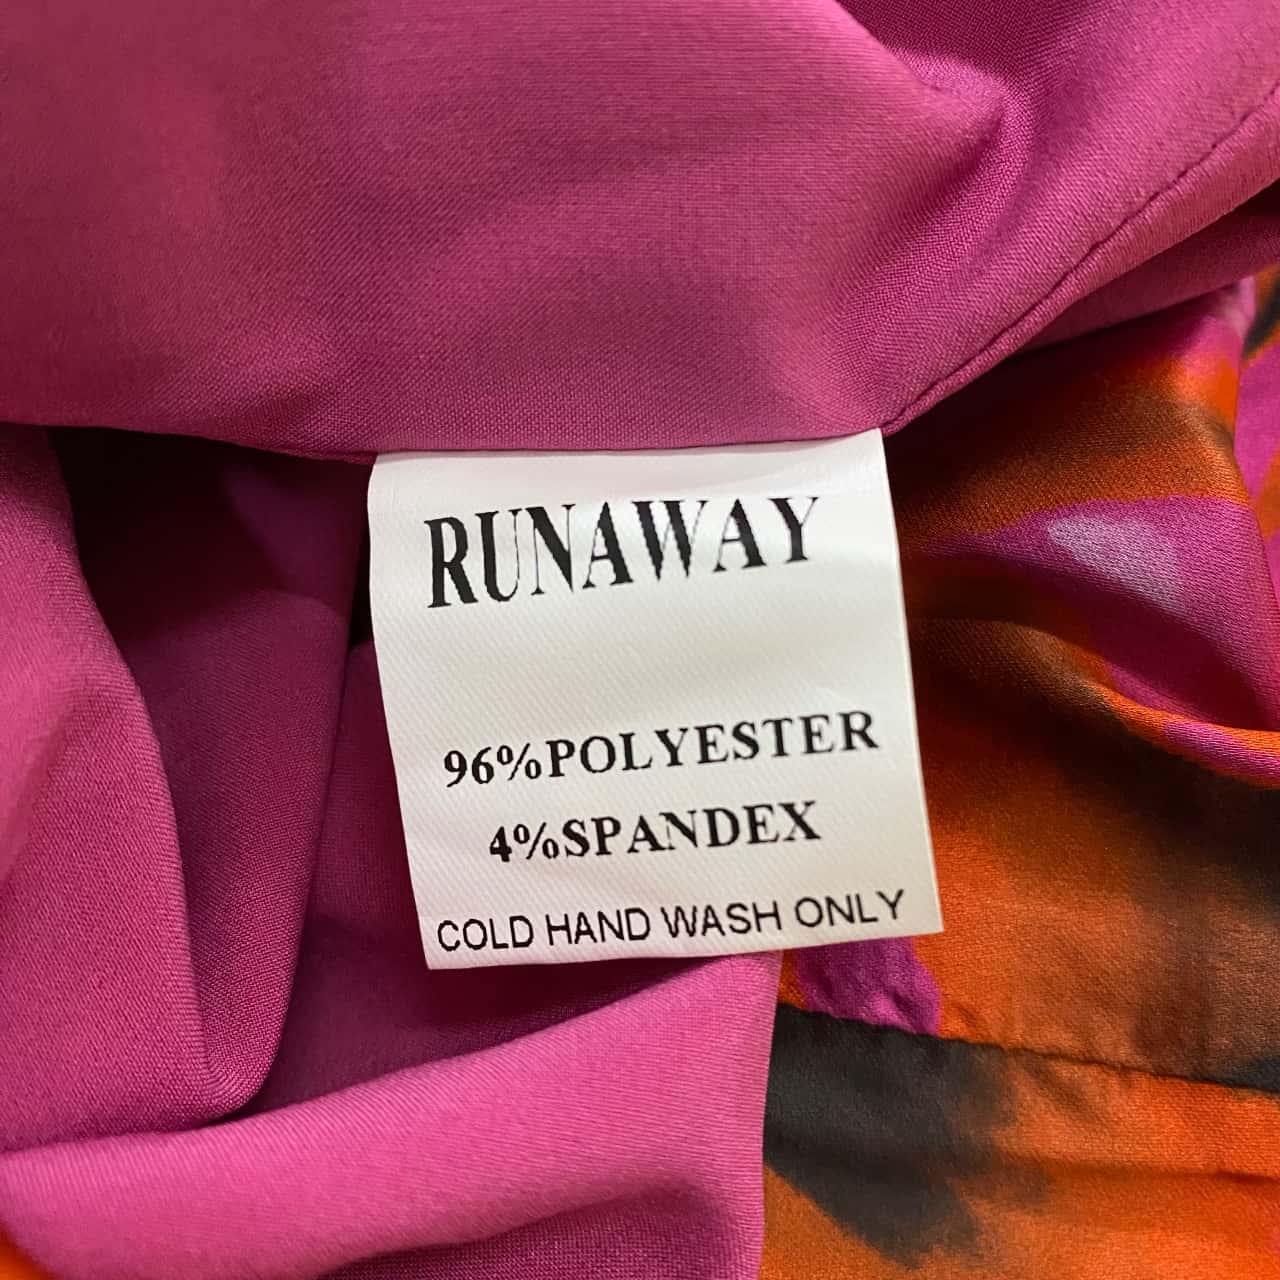 RUNAWAY
96%POLYESTER
4%SPANDEX
COLD HAND WASH ONLY